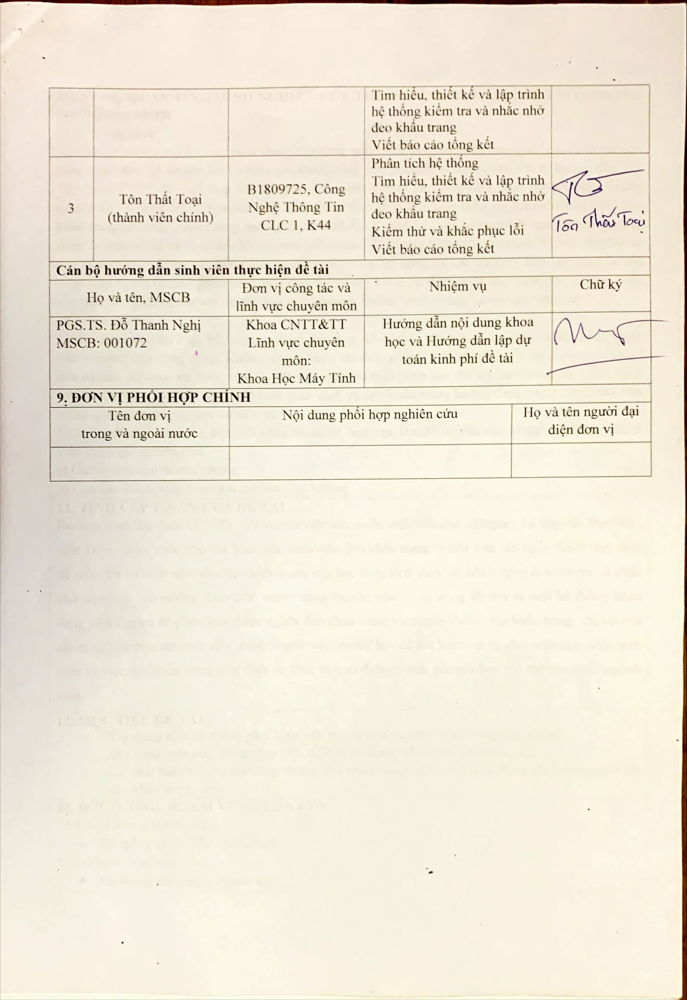 Tìm hiểu, thiết kế và lập trình
hệ thống kiểm tra và nhắc nhở
đeo khẩu trang
Viết báo cáo tổng kết
3
Tôn Thất Toại
(thành viên chính)
B1809725, Công
Nghệ Thông Tin
CLC 1, K44
Phân tích hệ thống
Tìm hiểu, thiết kế và lập trình
hệ thống kiểm tra và nhắc nhở
đeo khẩu trang
Kiểm thử và khắc phục lỗi
Viết báo cáo tổng kết
Tôn Thất Toại
Cán bộ hướng dẫn sinh viên thực hiện đề tài
Họ và tên, MSCB
Đơn vị công tác và
lĩnh vực chuyên môn
Nhiệm vụ
Chữ ký
PGS.TS. Đỗ Thanh Nghị
MSCB: 001072
Khoa CNTT&TT
Lĩnh vực chuyên
môn:
Khoa Học Máy Tính
Hướng dẫn nội dung khoa
học và Hướng dẫn lập dự
toán kinh phí đề tài
9. ĐƠN VỊ PHỐI HỢP CHÍNH
Tên đơn vị
trong và ngoài nước
Nội dung phối hợp nghiên cứu
Họ và tên người đại
diện đơn vị